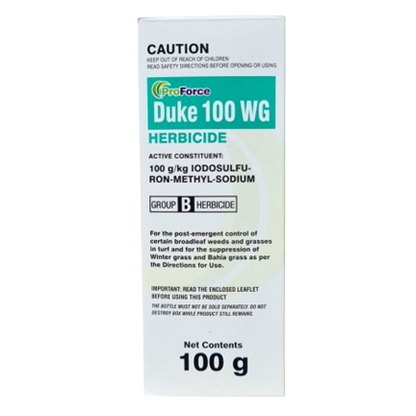 CAUTION
KEEP OUT OF REACH OF CHILDREN
READ SAFETY DIRECTIONS BEFORE OPENING OR USING
ProForce
Duke 100 WG
HERBICIDE
ACTIVE CONSTITUENT:
100 g/kg IODOSULFU-
RON-METHYL-SODIUM
GROUP B HERBICIDE
For the post-emergent control of
certain broadleaf weeds and grasses
in turf and for the suppression of
Winter grass and Bahia grass as per
the Directions for Use.
IMPORTANT: READ THE ENCLOSED LEAFLET
BEFORE USING THIS PRODUCT
THE BOTTLE MUST NOT BE SOLD SEPARATELY. DO NOT
DESTROY BOX WHILE PRODUCT STILL REMAINS.
Net Contents
100 g